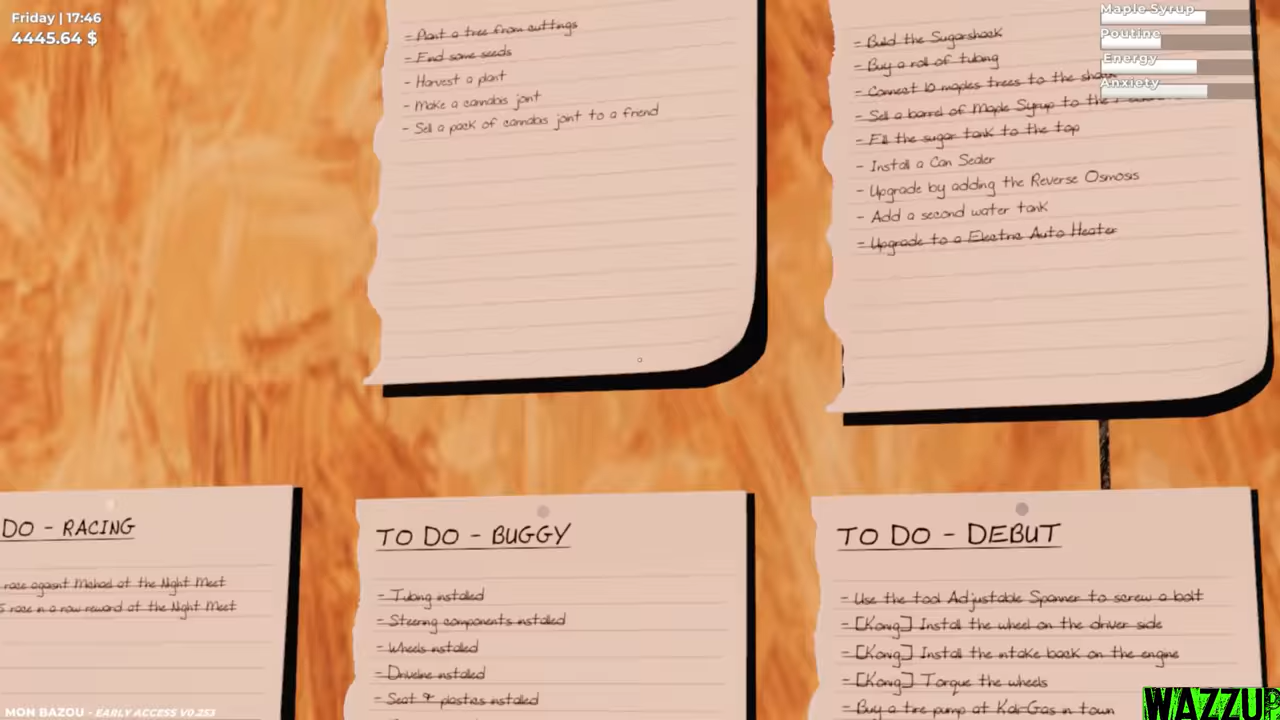 Friday | 17:46
4445.64 $
Maple Syrup
Poutine
Energy
Anxiety
- Plant a tree from cuttings
- Find some seeds
- Harvest a plant
- Make a cannabis joint
- Sell a pack of cannabis joint to a friend
- Build the Sugarshack
- Buy a roll of tubing
- Connect 10 maples trees to the shack
- Sell a barrel of Maple Syrup to the
- Fill the sugar tank to the top
- Install a Can Sealer
- Upgrade by adding the Reverse Osmosis
- Add a second water tank
- Upgrade to a Electric Auto Heater
DO - RACING
race agaisnt Michael at the Night Meet
5 race in a row reward at the Night Meet
TO DO - BUGGY
- Tubing installed
- Steering components installed
- Wheels installed
- Driveline installed
- Seat & plastics installed
TO DO - DEBUT
- Use the tool Adjustable Spanner to screw a bolt
- [Konig] Install the wheel on the driver side
- [Konig] Install the intake back on the engine
- [Konig] Torque the wheels
- Buy a tire pump at Kali Gas in town
MON BAZOU - EARLY ACCESS V0.253
WAZZUP